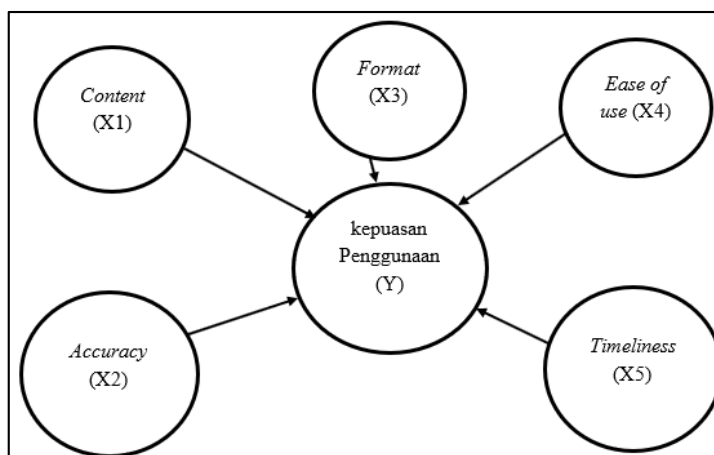 Content
(X1)
Format
(X3)
Ease of
use (X4)
kepuasan
Penggunaan
(Y)
Accuracy
(X2)
Timeliness
(X5)